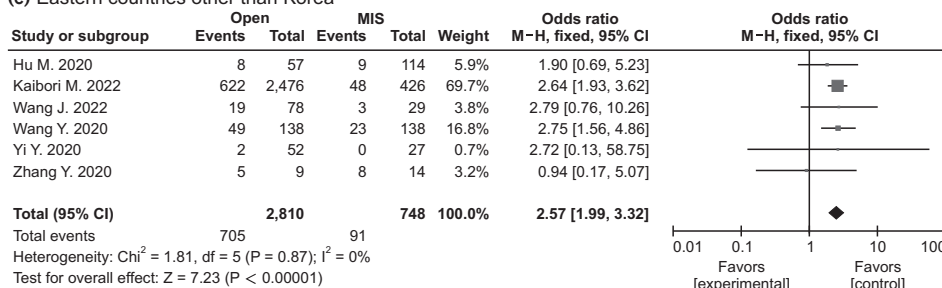 (c) Eastern countries other than Korea
Open MIS Odds ratio Odds ratio
Study or subgroup Events Total Events Total Weight M−H, fixed, 95% CI M−H, fixed, 95% CI
Hu M. 2020 8 57 9 114 5.9% 1.90 [0.69, 5.23]
Kaibori M. 2022 622 2,476 48 426 69.7% 2.64 [1.93, 3.62]
Wang J. 2022 19 78 3 29 3.8% 2.79 [0.76, 10.26]
Wang Y. 2020 49 138 23 138 16.8% 2.75 [1.56, 4.86]
Yi Y. 2020 2 52 0 27 0.7% 2.72 [0.13, 58.75]
Zhang Y. 2020 5 9 8 14 3.2% 0.94 [0.17, 5.07]
Total (95% CI) 2,810 748 100.0% 2.57 [1.99, 3.32]
Total events 705 91
Heterogeneity: Chi² = 1.81, df = 5 (P = 0.87); I² = 0%
Test for overall effect: Z = 7.23 (P < 0.00001)
0.01 0.1 1 10 100
Favors Favors
[experimental] [control]